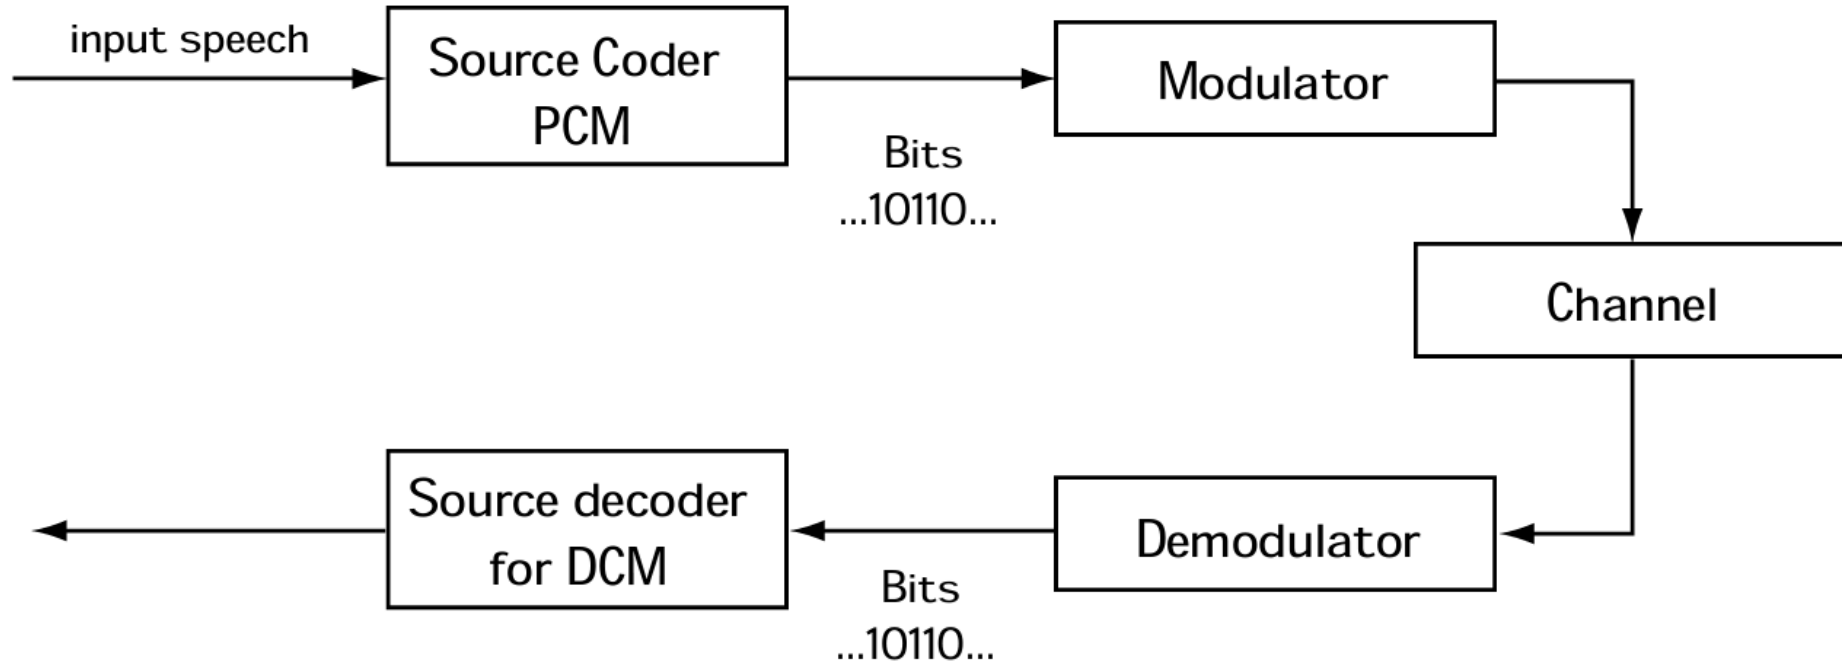 input speech
Source Coder
PCM
Modulator
Bits
...10110...
Channel
Source decoder
for DCM
Demodulator
Bits
...10110...